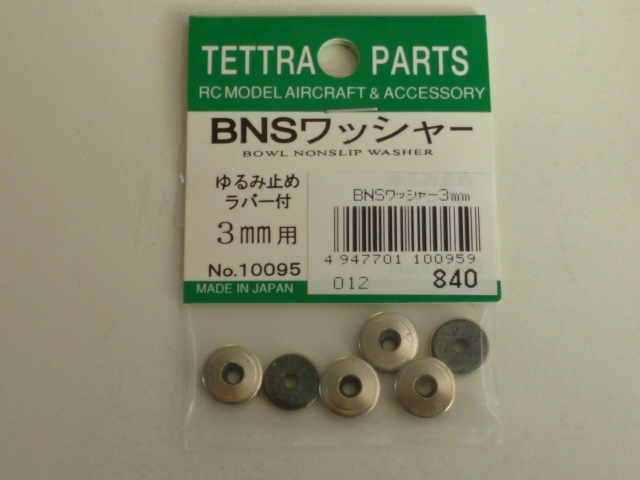 TETTRA PARTS
RC MODEL AIRCRAFT & ACCESSORY
BNSワッシャー
BOWL NONSLIP WASHER
ゆるみ止め
ラバー付
3mm用
No.10095
MADE IN JAPAN
BNSワッシャー3mm
4 947701 100959
012 840